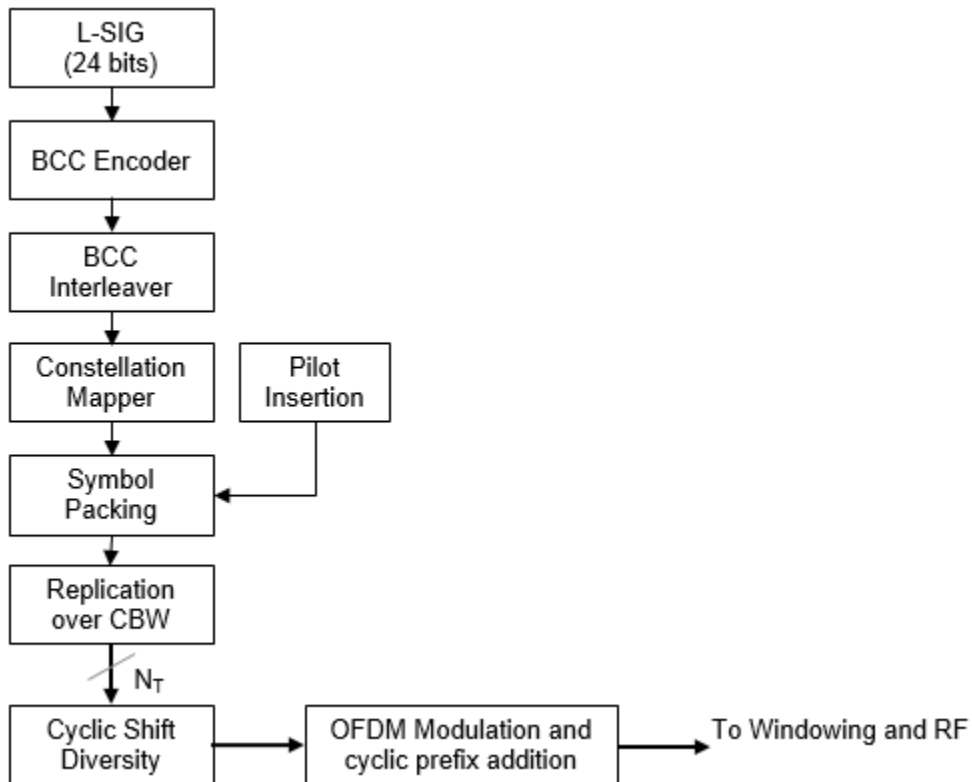 L-SIG
(24 bits)
BCC Encoder
BCC
Interleaver
Constellation
Mapper
Pilot
Insertion
Symbol
Packing
Replication
over CBW
N_T
Cyclic Shift
Diversity
OFDM Modulation and
cyclic prefix addition
To Windowing and RF